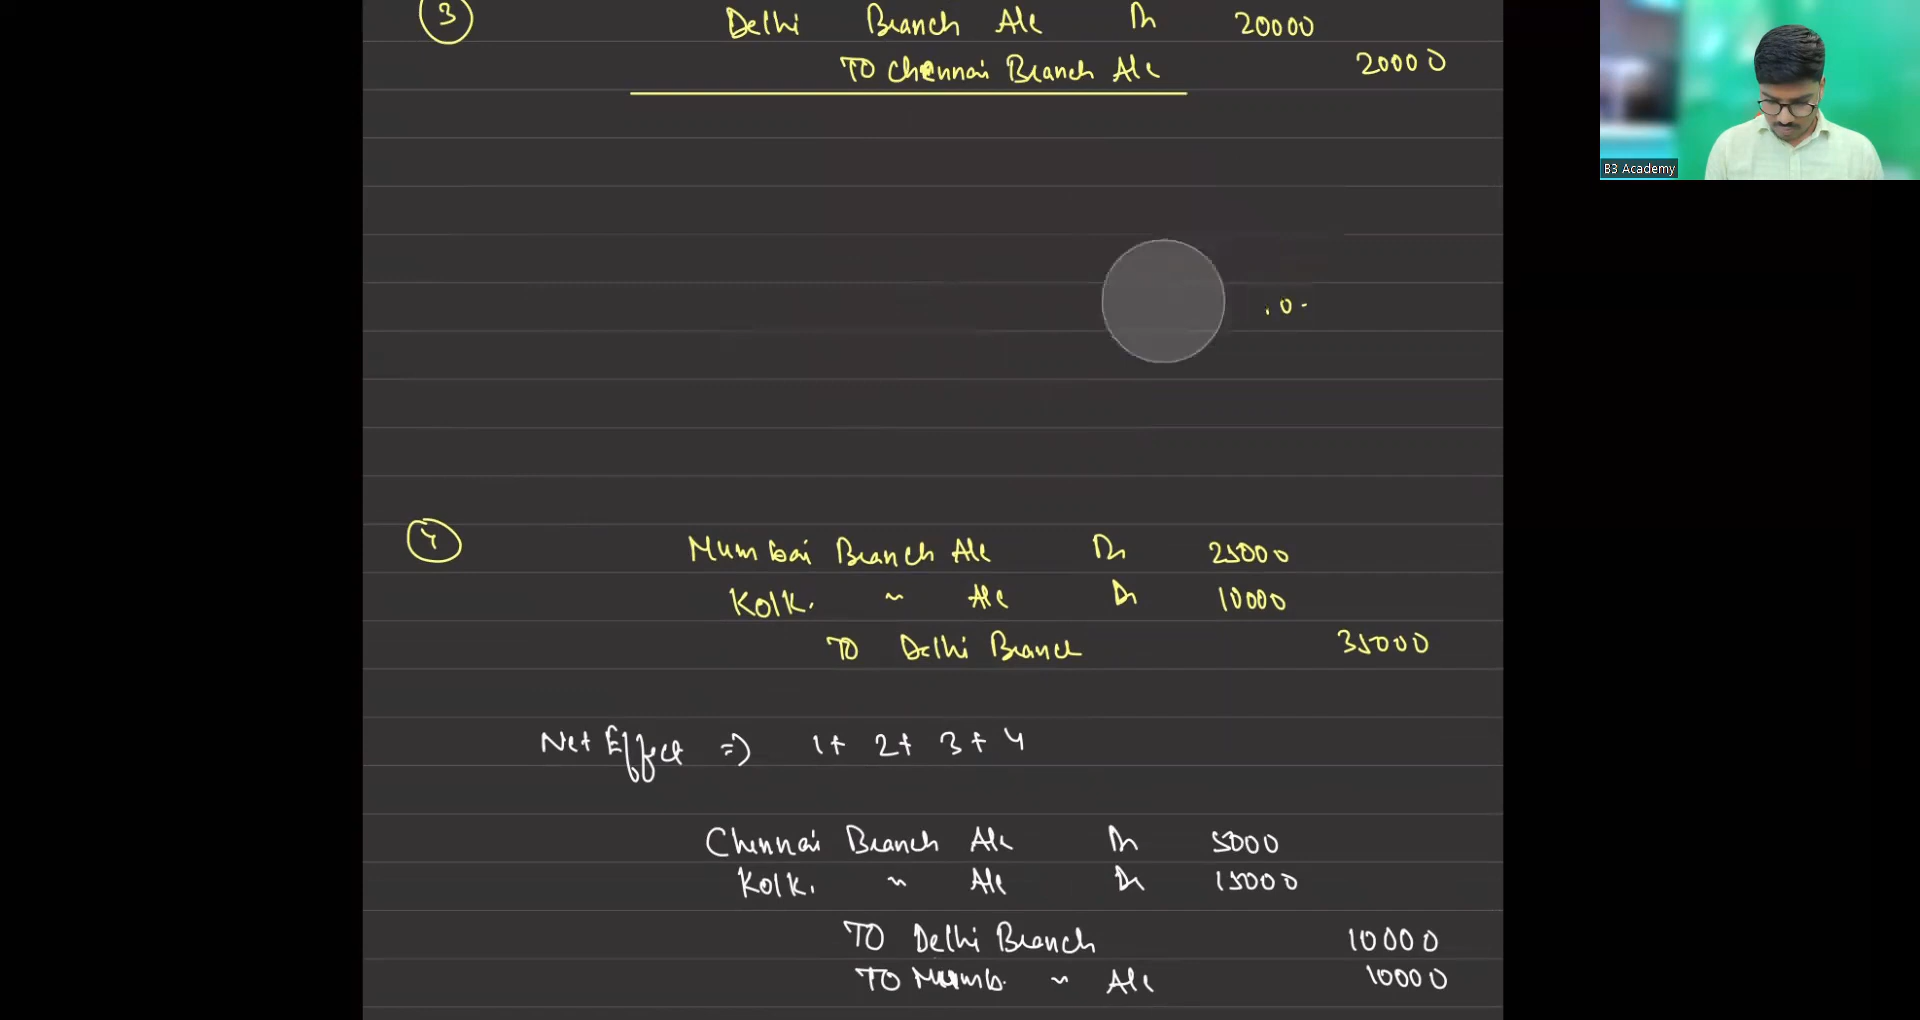 3 Delhi Branch A/c Dr 20000
TO Chennai Branch A/c 20000
B3 Academy
.0-
4 Mumbai Branch A/c Dr 25000
Kolk. " A/c Dr 10000
TO Delhi Branch 35000
Net Effect => 1+ 2+ 3+ 4
Chennai Branch A/c Dr 5000
Kolk. " A/c Dr 15000
TO Delhi Branch 10000
TO Mumb. " A/c 10000